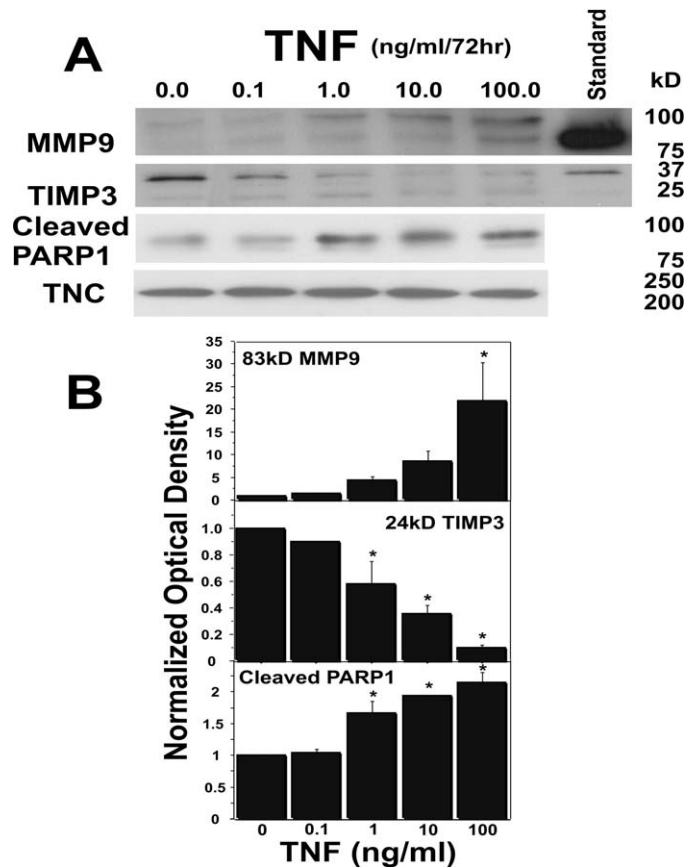 A
TNF (ng/ml/72hr)
Standard
0.0 0.1 1.0 10.0 100.0 kD
MMP9
100
75
TIMP3
37
25
Cleaved
PARP1
100
75
TNC
250
200
B
Normalized Optical Density
83kD MMP9
*
35
30
25
20
15
10
5
0
24kD TIMP3
* * *
1.0
0.8
0.6
0.4
0.2
0
Cleaved PARP1
* * *
2
1.5
1
0.5
0
0 0.1 1 10 100
TNF (ng/ml)